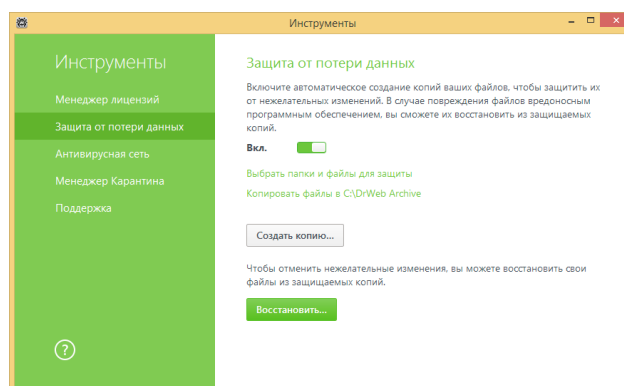 Инструменты
Инструменты
Менеджер лицензий
Защита от потери данных
Антивирусная сеть
Менеджер Карантина
Поддержка
?
Защита от потери данных
Включите автоматическое создание копий ваших файлов, чтобы защитить их
от нежелательных изменений. В случае повреждения файлов вредоносным
программным обеспечением, вы сможете их восстановить из защищаемых
копий.
Вкл.
Выбрать папки и файлы для защиты
Копировать файлы в C:\DrWeb Archive
Создать копию...
Чтобы отменить нежелательные изменения, вы можете восстановить свои
файлы из защищаемых копий.
Восстановить...